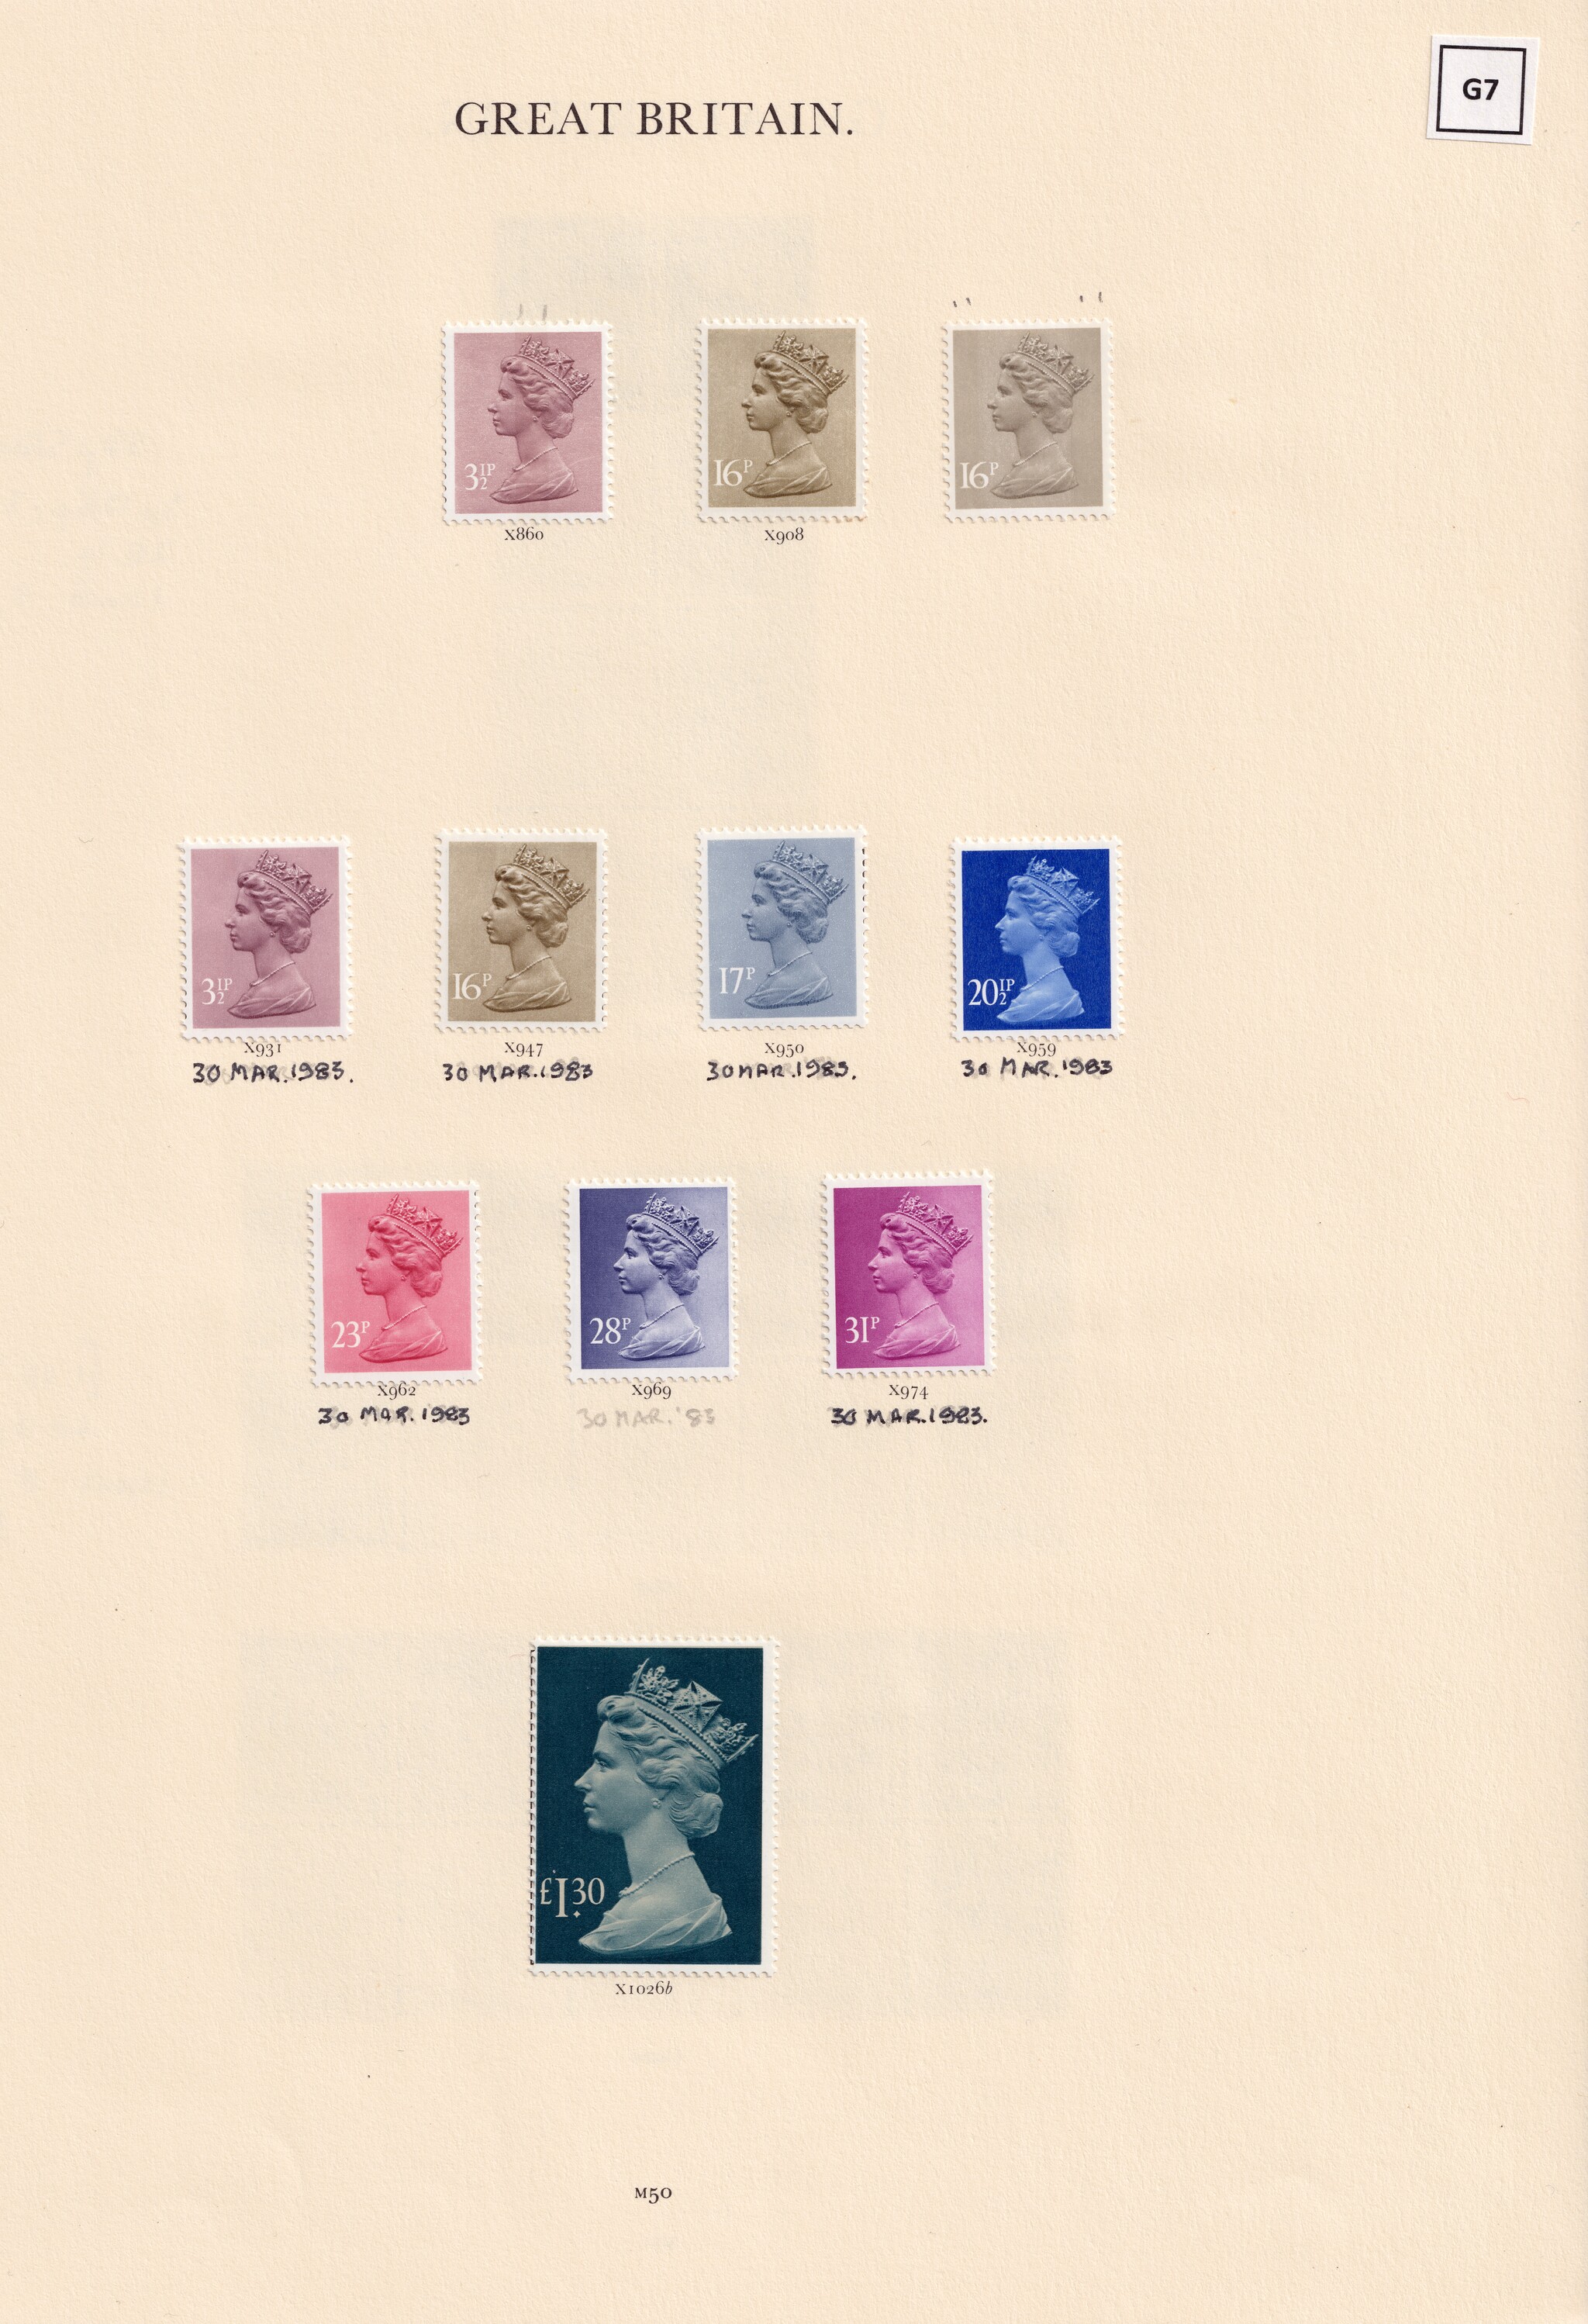 G7
GREAT BRITAIN.
3½P 16P 16P
X860 X908
3½P 16P 17P 20½P
X931 X947 X950 X959
30 MAR.1983. 30 MAR.1983 30 MAR.1983. 30 MAR.1983
23P 28P 31P
X962 X969 X974
30 MAR.1983 30 MAR.'83 30 MAR.1983.
£1.30
X1026b
M50